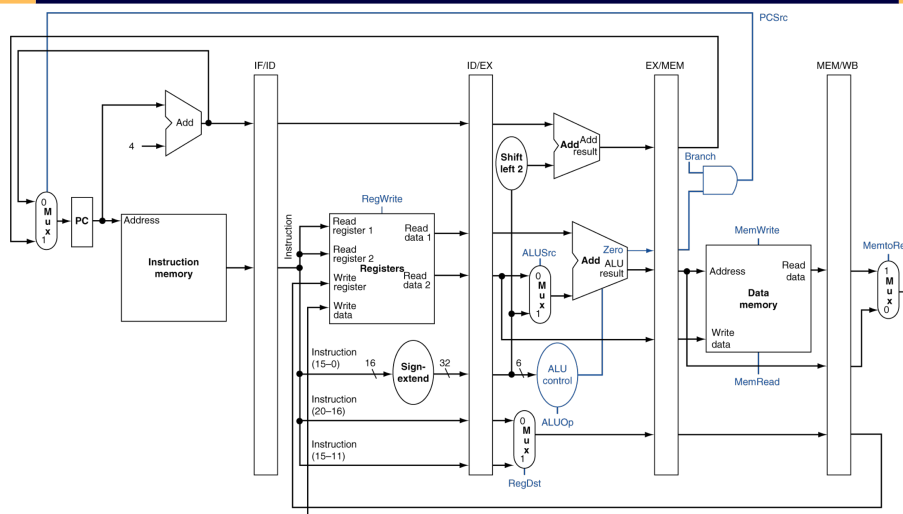 PCSrc
IF/ID
ID/EX
EX/MEM
MEM/WB
Add
4
Add
Add
result
Shift
left 2
Branch
0
M
u
x
1
PC
Address
Instruction
memory
Instruction
RegWrite
Read
register 1
Read
register 2
Write
register
Write
data
Registers
Read
data 1
Read
data 2
ALUSrc
0
M
u
x
1
Zero
Add
ALU
result
MemWrite
Address
Read
data
Data
memory
Write
data
MemRead
MemtoRe
1
M
u
x
0
Instruction
(15–0)
16
Sign-
extend
32
6
ALU
control
ALUOp
Instruction
(20–16)
Instruction
(15–11)
0
M
u
x
1
RegDst